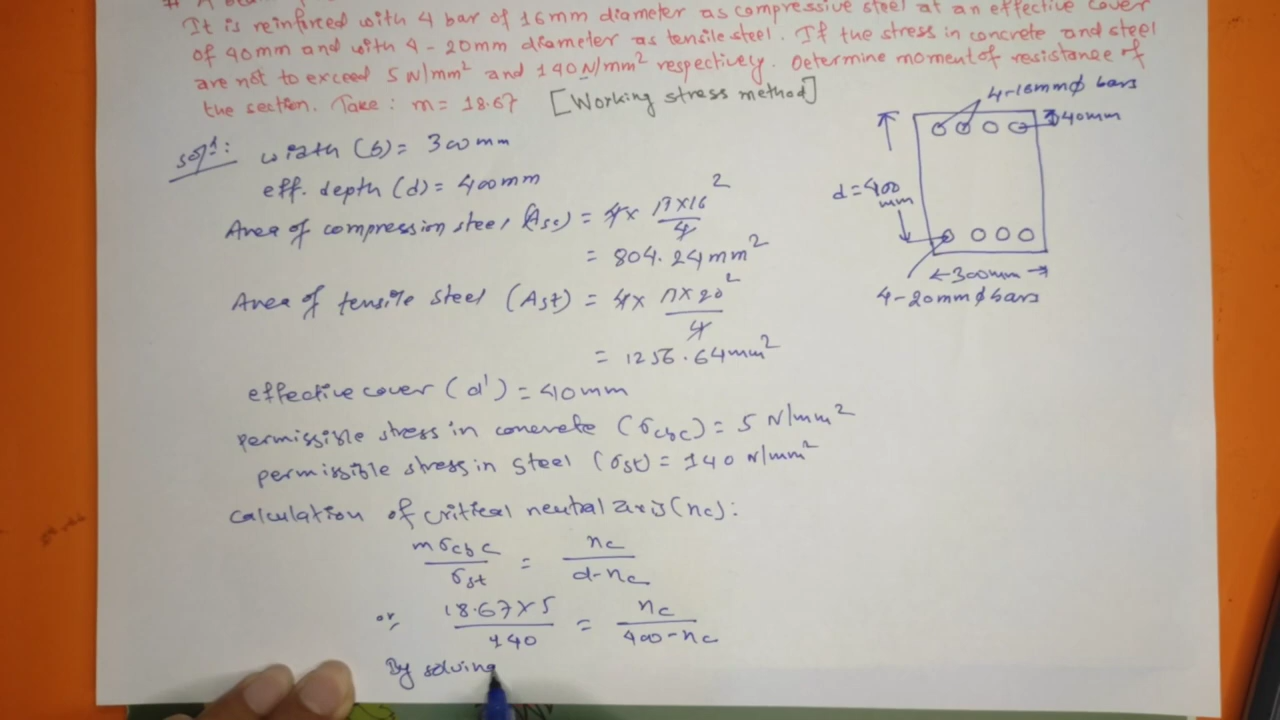 It is reinforced with 4 bar of 16mm diameter as compressive steel at an effective cover
of 40mm and with 4 - 20mm diameter as tensile steel. If the stress in concrete and steel
are not to exceed 5 N/mm² and 140 N/mm² respectively. Determine moment of resistance of
the section. Take : m = 18.67 [Working stress method]
4-16mmϕ bars
40mm
d = 400
mm
300mm
4-20mmϕ bars
solⁿ: width (b) = 300mm
eff. depth (d) = 400mm
Area of compression steel (Asc) = 4 × π×16²/4
= 804.24mm²
Area of tensile steel (Ast) = 4 × π×20²/4
= 1256.64mm²
effective cover (d') = 40mm
permissible stress in concrete (σcbc) = 5 N/mm²
permissible stress in steel (σst) = 140 N/mm²
calculation of critical neutral axis (nc):
mσcbc/σst = nc/d-nc
or, 18.67×5/140 = nc/400-nc
By solving